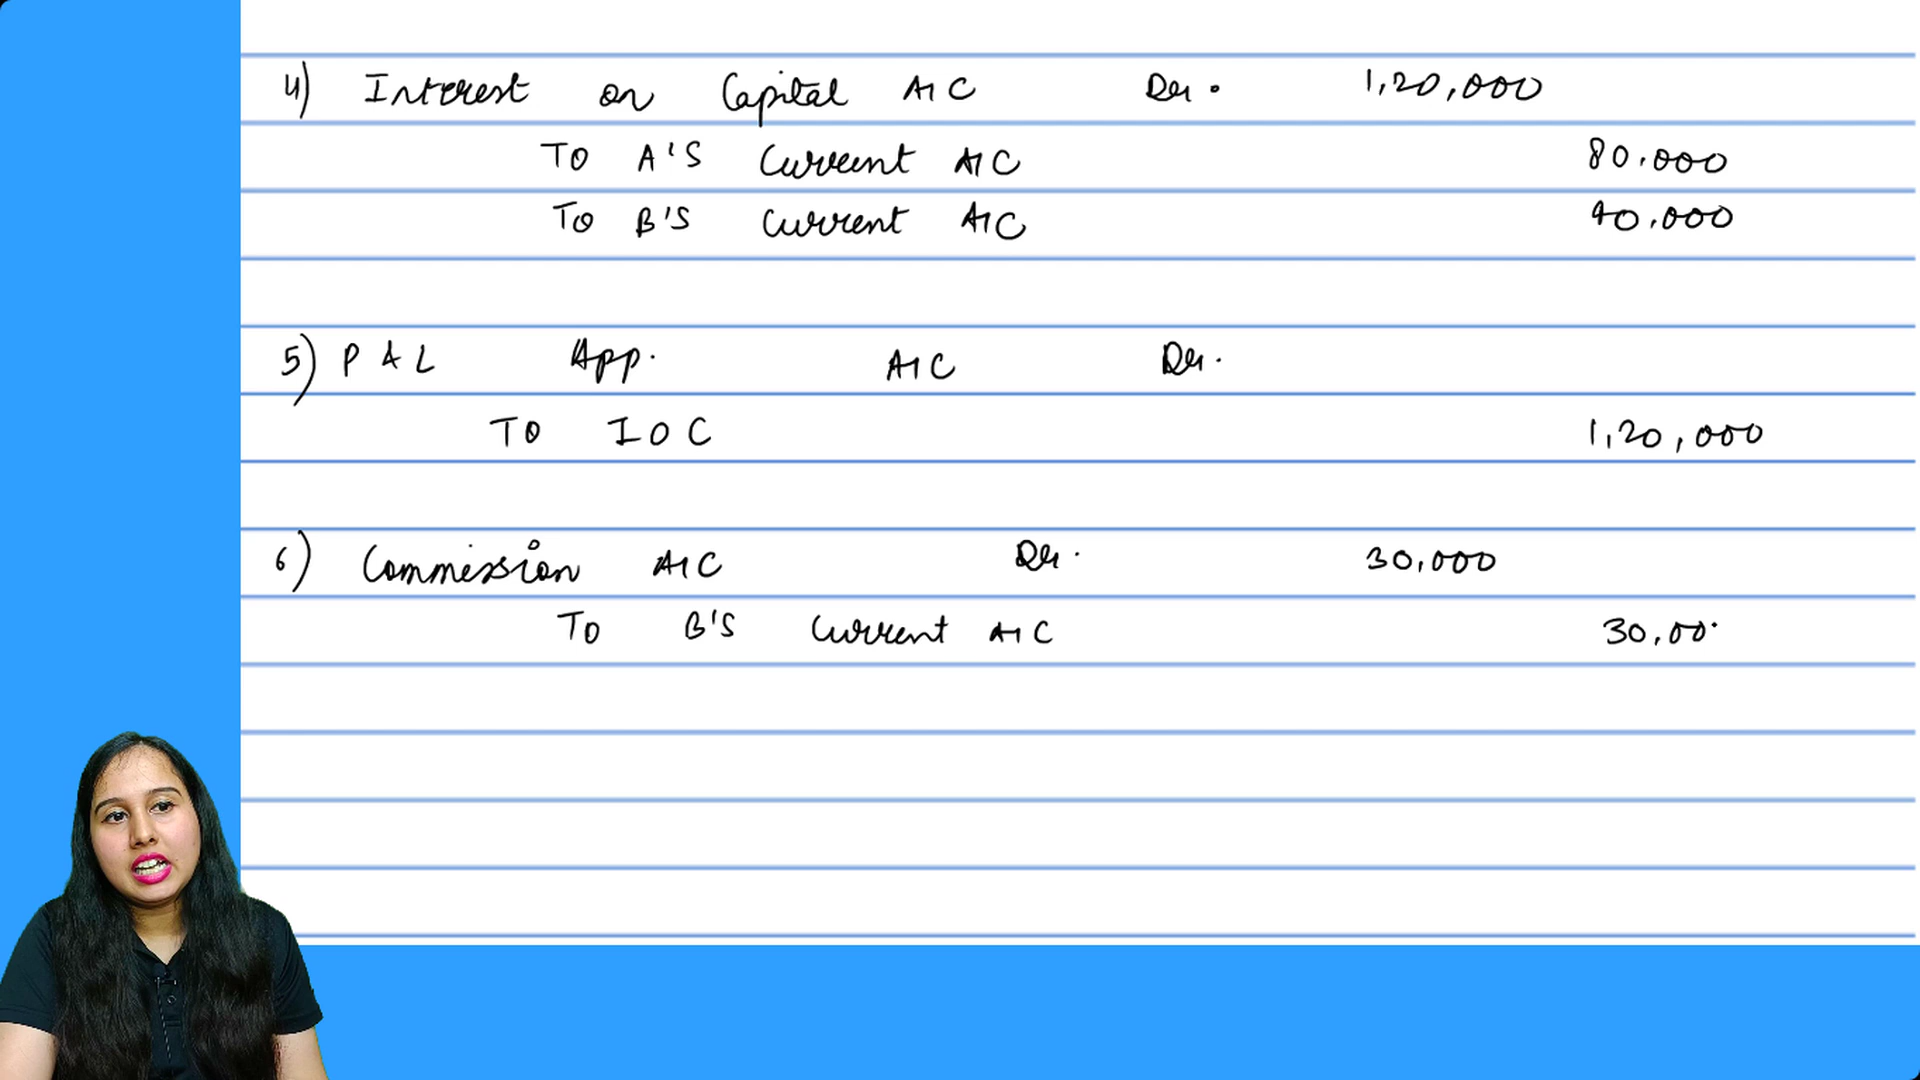 4) Interest on Capital A/C Dr. 1,20,000
To A's Current A/C 80,000
To B's Current A/C 40,000
5) P & L App. A/C Dr.
To IOC 1,20,000
6) Commission A/C Dr. 30,000
To B's Current A/C 30,00